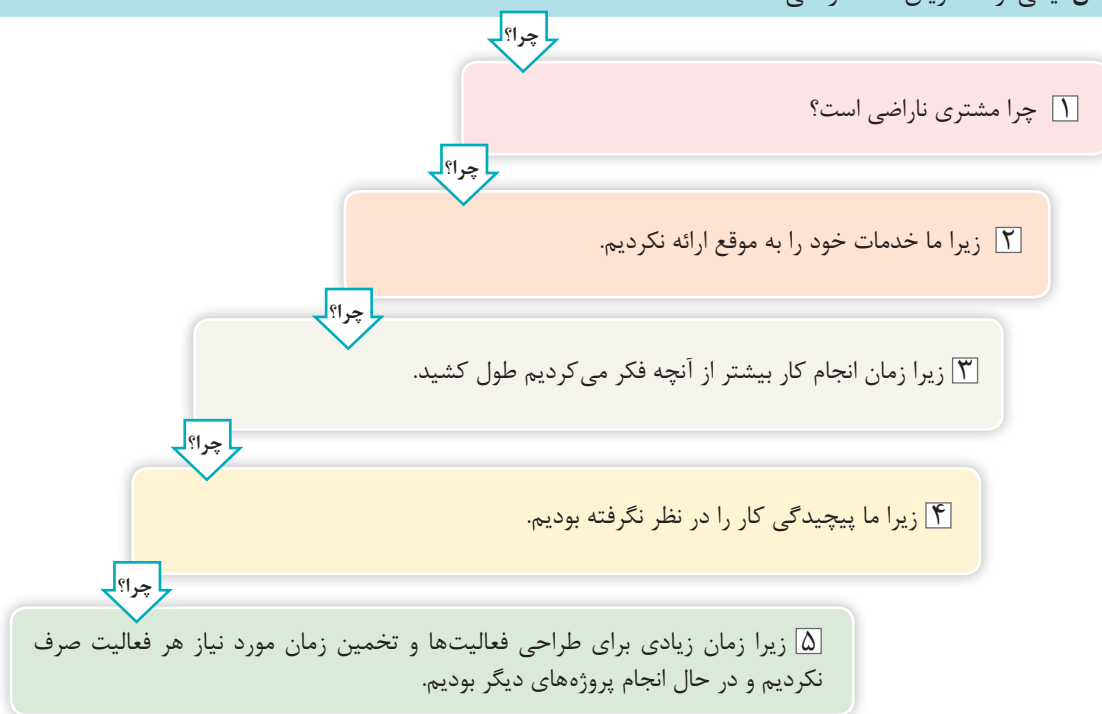 چرا؟
۱ چرا مشتری ناراضی است؟
چرا؟
۲ زیرا ما خدمات خود را به موقع ارائه نکردیم.
چرا؟
۳ زیرا زمان انجام کار بیشتر از آنچه فکر می‌کردیم طول کشید.
چرا؟
۴ زیرا ما پیچیدگی کار را در نظر نگرفته بودیم.
چرا؟
۵ زیرا زمان زیادی برای طراحی فعالیت‌ها و تخمین زمان مورد نیاز هر فعالیت صرف
نکردیم و در حال انجام پروژه‌های دیگر بودیم.